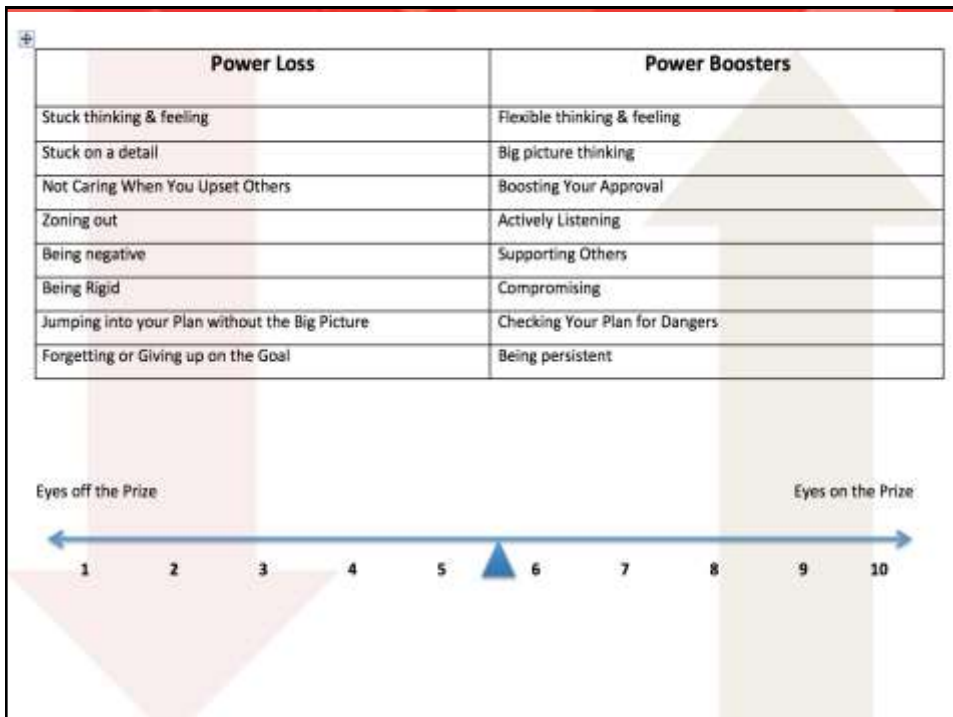 Power Loss Power Boosters
Stuck thinking & feeling Flexible thinking & feeling
Stuck on a detail Big picture thinking
Not Caring When You Upset Others Boosting Your Approval
Zoning out Actively Listening
Being negative Supporting Others
Being Rigid Compromising
Jumping into your Plan without the Big Picture Checking Your Plan for Dangers
Forgetting or Giving up on the Goal Being persistent
Eyes off the Prize Eyes on the Prize
1 2 3 4 5 6 7 8 9 10